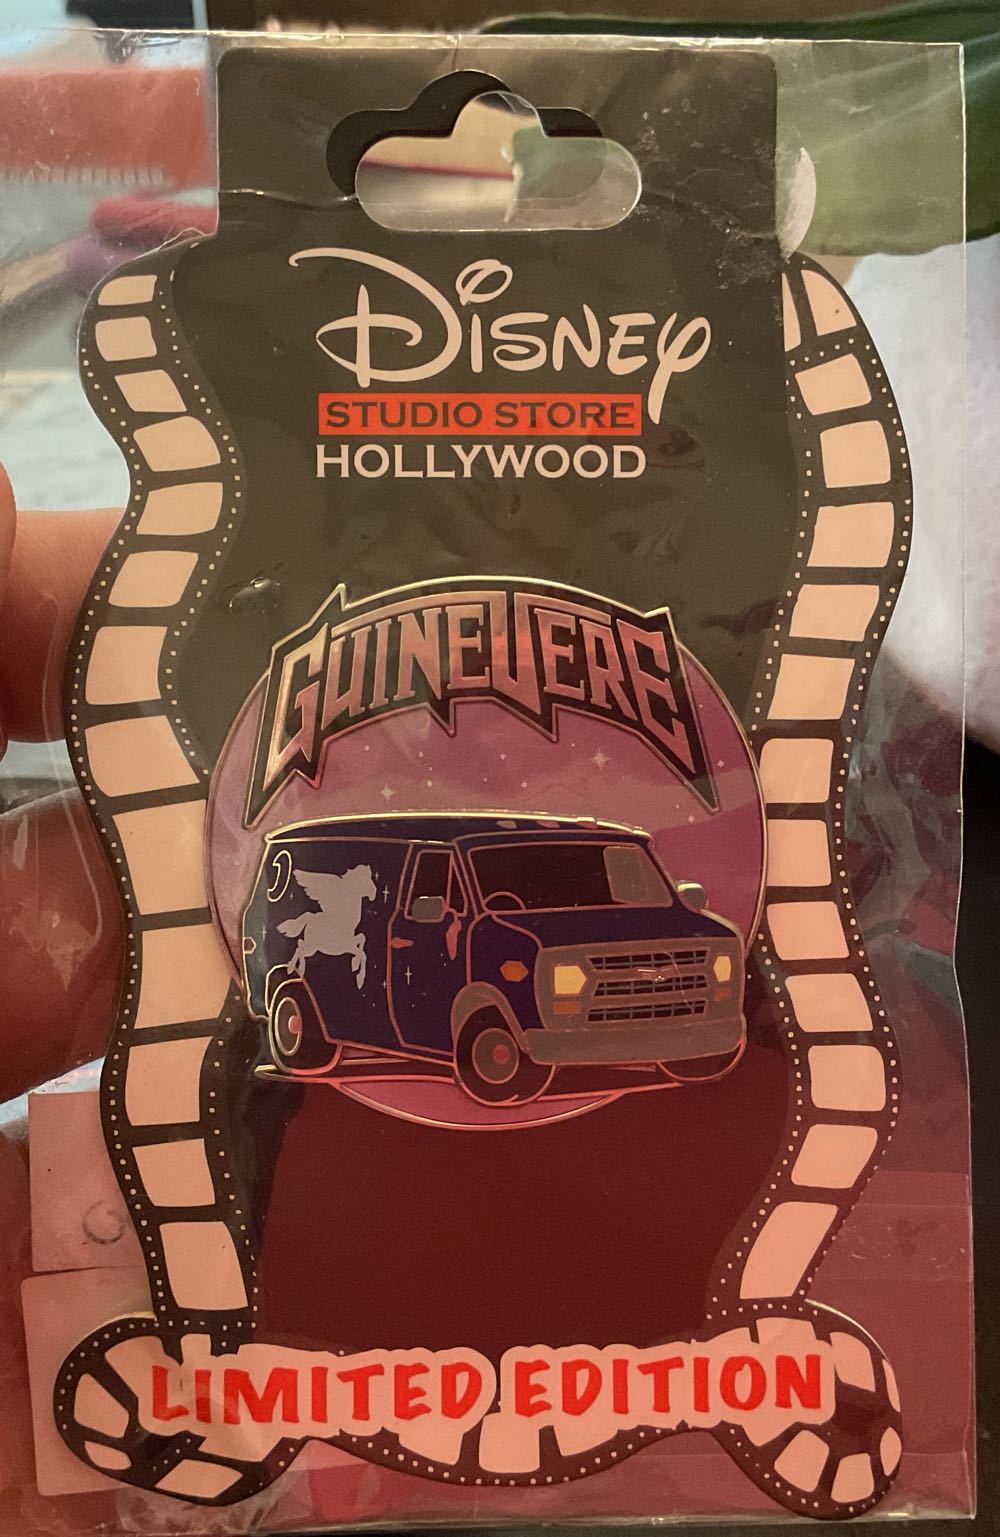 Disney
STUDIO STORE
HOLLYWOOD
GUINEVERE
LIMITED EDITION